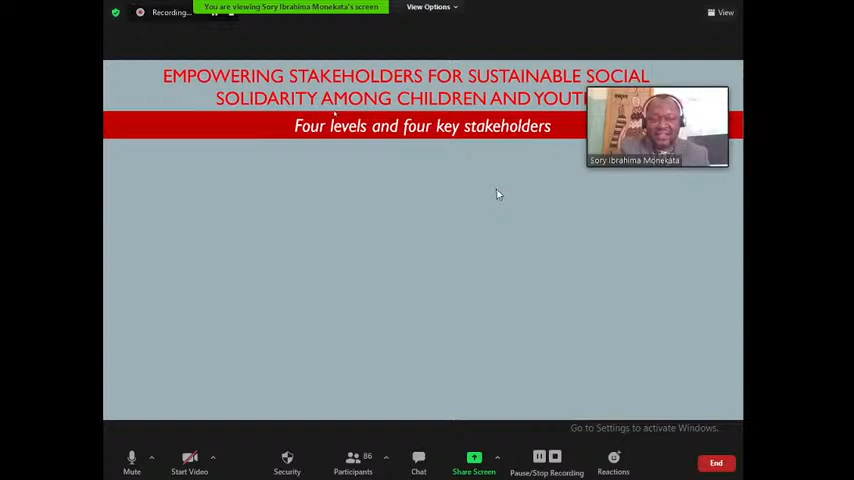 You are viewing Sory Ibrahima Monekata's screen
View Options
Recording...
View
EMPOWERING STAKEHOLDERS FOR SUSTAINABLE SOCIAL
SOLIDARITY AMONG CHILDREN AND YOUT
Four levels and four key stakeholders
Sory Ibrahima Monekata
Go to Settings to activate Windows.
Mute
Start Video
Security
86
Participants
Chat
Share Screen
Pause/Stop Recording
Reactions
End